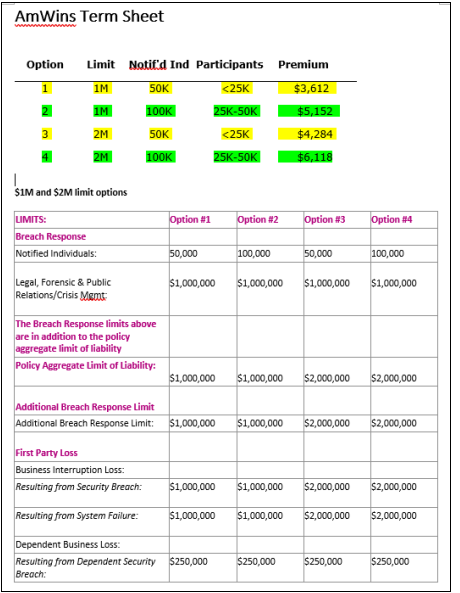 AmWins Term Sheet
Option Limit Notif'd Ind Participants Premium
1 1M 50K <25K $3,612
2 1M 100K 25K-50K $5,152
3 2M 50K <25K $4,284
4 2M 100K 25K-50K $6,118
$1M and $2M limit options
LIMITS: Option #1 Option #2 Option #3 Option #4
Breach Response
Notified Individuals: 50,000 100,000 50,000 100,000
Legal, Forensic & Public $1,000,000 $1,000,000 $1,000,000 $1,000,000
Relations/Crisis Mgmt:
The Breach Response limits above
are in addition to the policy
aggregate limit of liability
Policy Aggregate Limit of Liability:
$1,000,000 $1,000,000 $2,000,000 $2,000,000
Additional Breach Response Limit
Additional Breach Response Limit: $1,000,000 $1,000,000 $2,000,000 $2,000,000
First Party Loss
Business Interruption Loss:
Resulting from Security Breach: $1,000,000 $1,000,000 $2,000,000 $2,000,000
Resulting from System Failure: $1,000,000 $1,000,000 $2,000,000 $2,000,000
Dependent Business Loss:
Resulting from Dependent Security $250,000 $250,000 $250,000 $250,000
Breach: